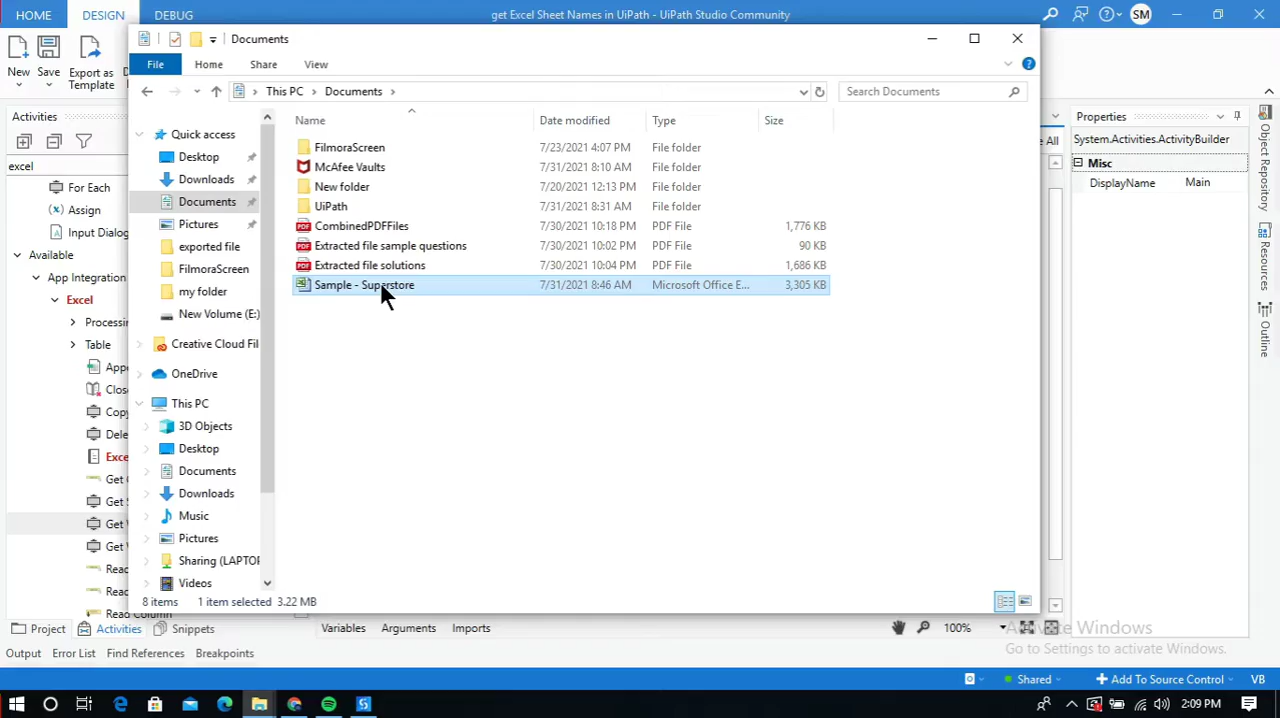 HOME
DESIGN
DEBUG
get Excel Sheet Names in UiPath - UiPath Studio Community
SM
New
Save
Export as
Template
Documents
File
Home
Share
View
This PC
Documents
Search Documents
Activities
excel
For Each
Assign
Input Dialog
Available
App Integration
Excel
Processing
Table
Read Column
Quick access
Desktop
Downloads
Documents
Pictures
exported file
FilmoraScreen
my folder
New Volume (E:)
Creative Cloud Fil
OneDrive
This PC
3D Objects
Desktop
Documents
Downloads
Music
Pictures
Sharing (LAPTOP
Videos
Name
Date modified
Type
Size
FilmoraScreen 7/23/2021 4:07 PM File folder
McAfee Vaults 7/31/2021 8:10 AM File folder
New folder 7/20/2021 12:13 PM File folder
UiPath 7/31/2021 8:31 AM File folder
CombinedPDFFiles 7/30/2021 10:18 PM PDF File 1,776 KB
Extracted file sample questions 7/30/2021 10:02 PM PDF File 90 KB
Extracted file solutions 7/30/2021 10:04 PM PDF File 1,686 KB
Sample - Superstore 7/31/2021 8:46 AM Microsoft Office E... 3,305 KB
8 items 1 item selected 3.22 MB
Properties
System.Activities.ActivityBuilder
Misc
DisplayName Main
Object Repository
Resources
Outline
Project
Activities
Snippets
Variables
Arguments
Imports
100%
Activate Windows
Go to Settings to activate Windows.
Output
Error List
Find References
Breakpoints
Shared
Add To Source Control
VB
2:09 PM